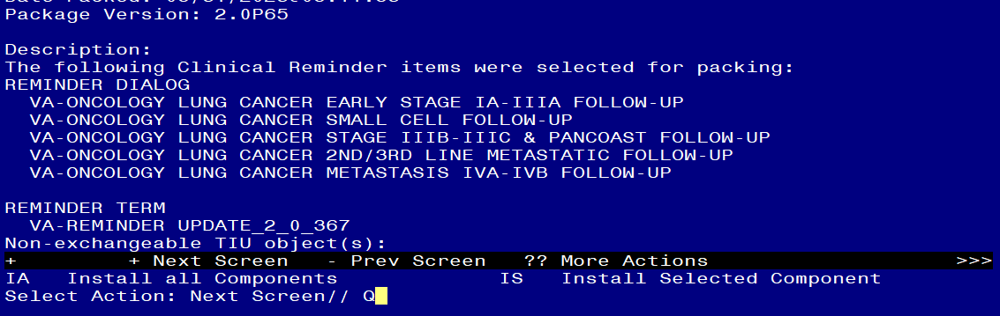 Package Version: 2.0P65
Description:
The following Clinical Reminder items were selected for packing:
REMINDER DIALOG
VA-ONCOLOGY LUNG CANCER EARLY STAGE IA-IIIA FOLLOW-UP
VA-ONCOLOGY LUNG CANCER SMALL CELL FOLLOW-UP
VA-ONCOLOGY LUNG CANCER STAGE IIIB-IIIC & PANCOAST FOLLOW-UP
VA-ONCOLOGY LUNG CANCER 2ND/3RD LINE METASTATIC FOLLOW-UP
VA-ONCOLOGY LUNG CANCER METASTASIS IVA-IVB FOLLOW-UP
REMINDER TERM
VA-REMINDER UPDATE_2_0_367
Non-exchangeable TIU object(s):
+ + Next Screen - Prev Screen ?? More Actions >>>
IA Install all Components IS Install Selected Component
Select Action: Next Screen// Q